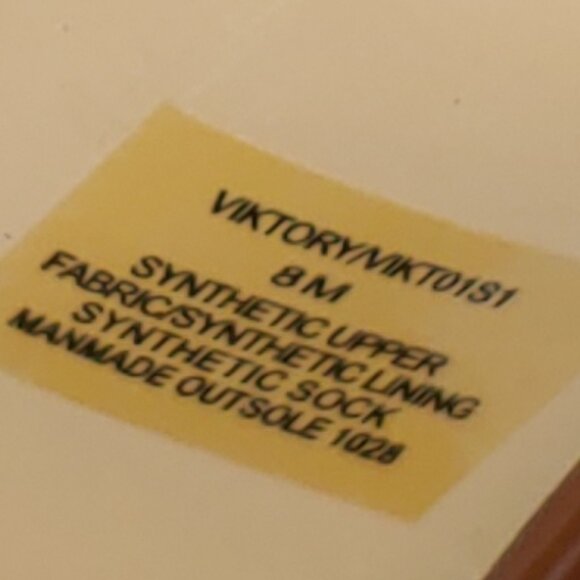 VIKTORY/VIKT01S1
8 M
SYNTHETIC UPPER
FABRIC/SYNTHETIC LINING
SYNTHETIC SOCK
MANMADE OUTSOLE 1028